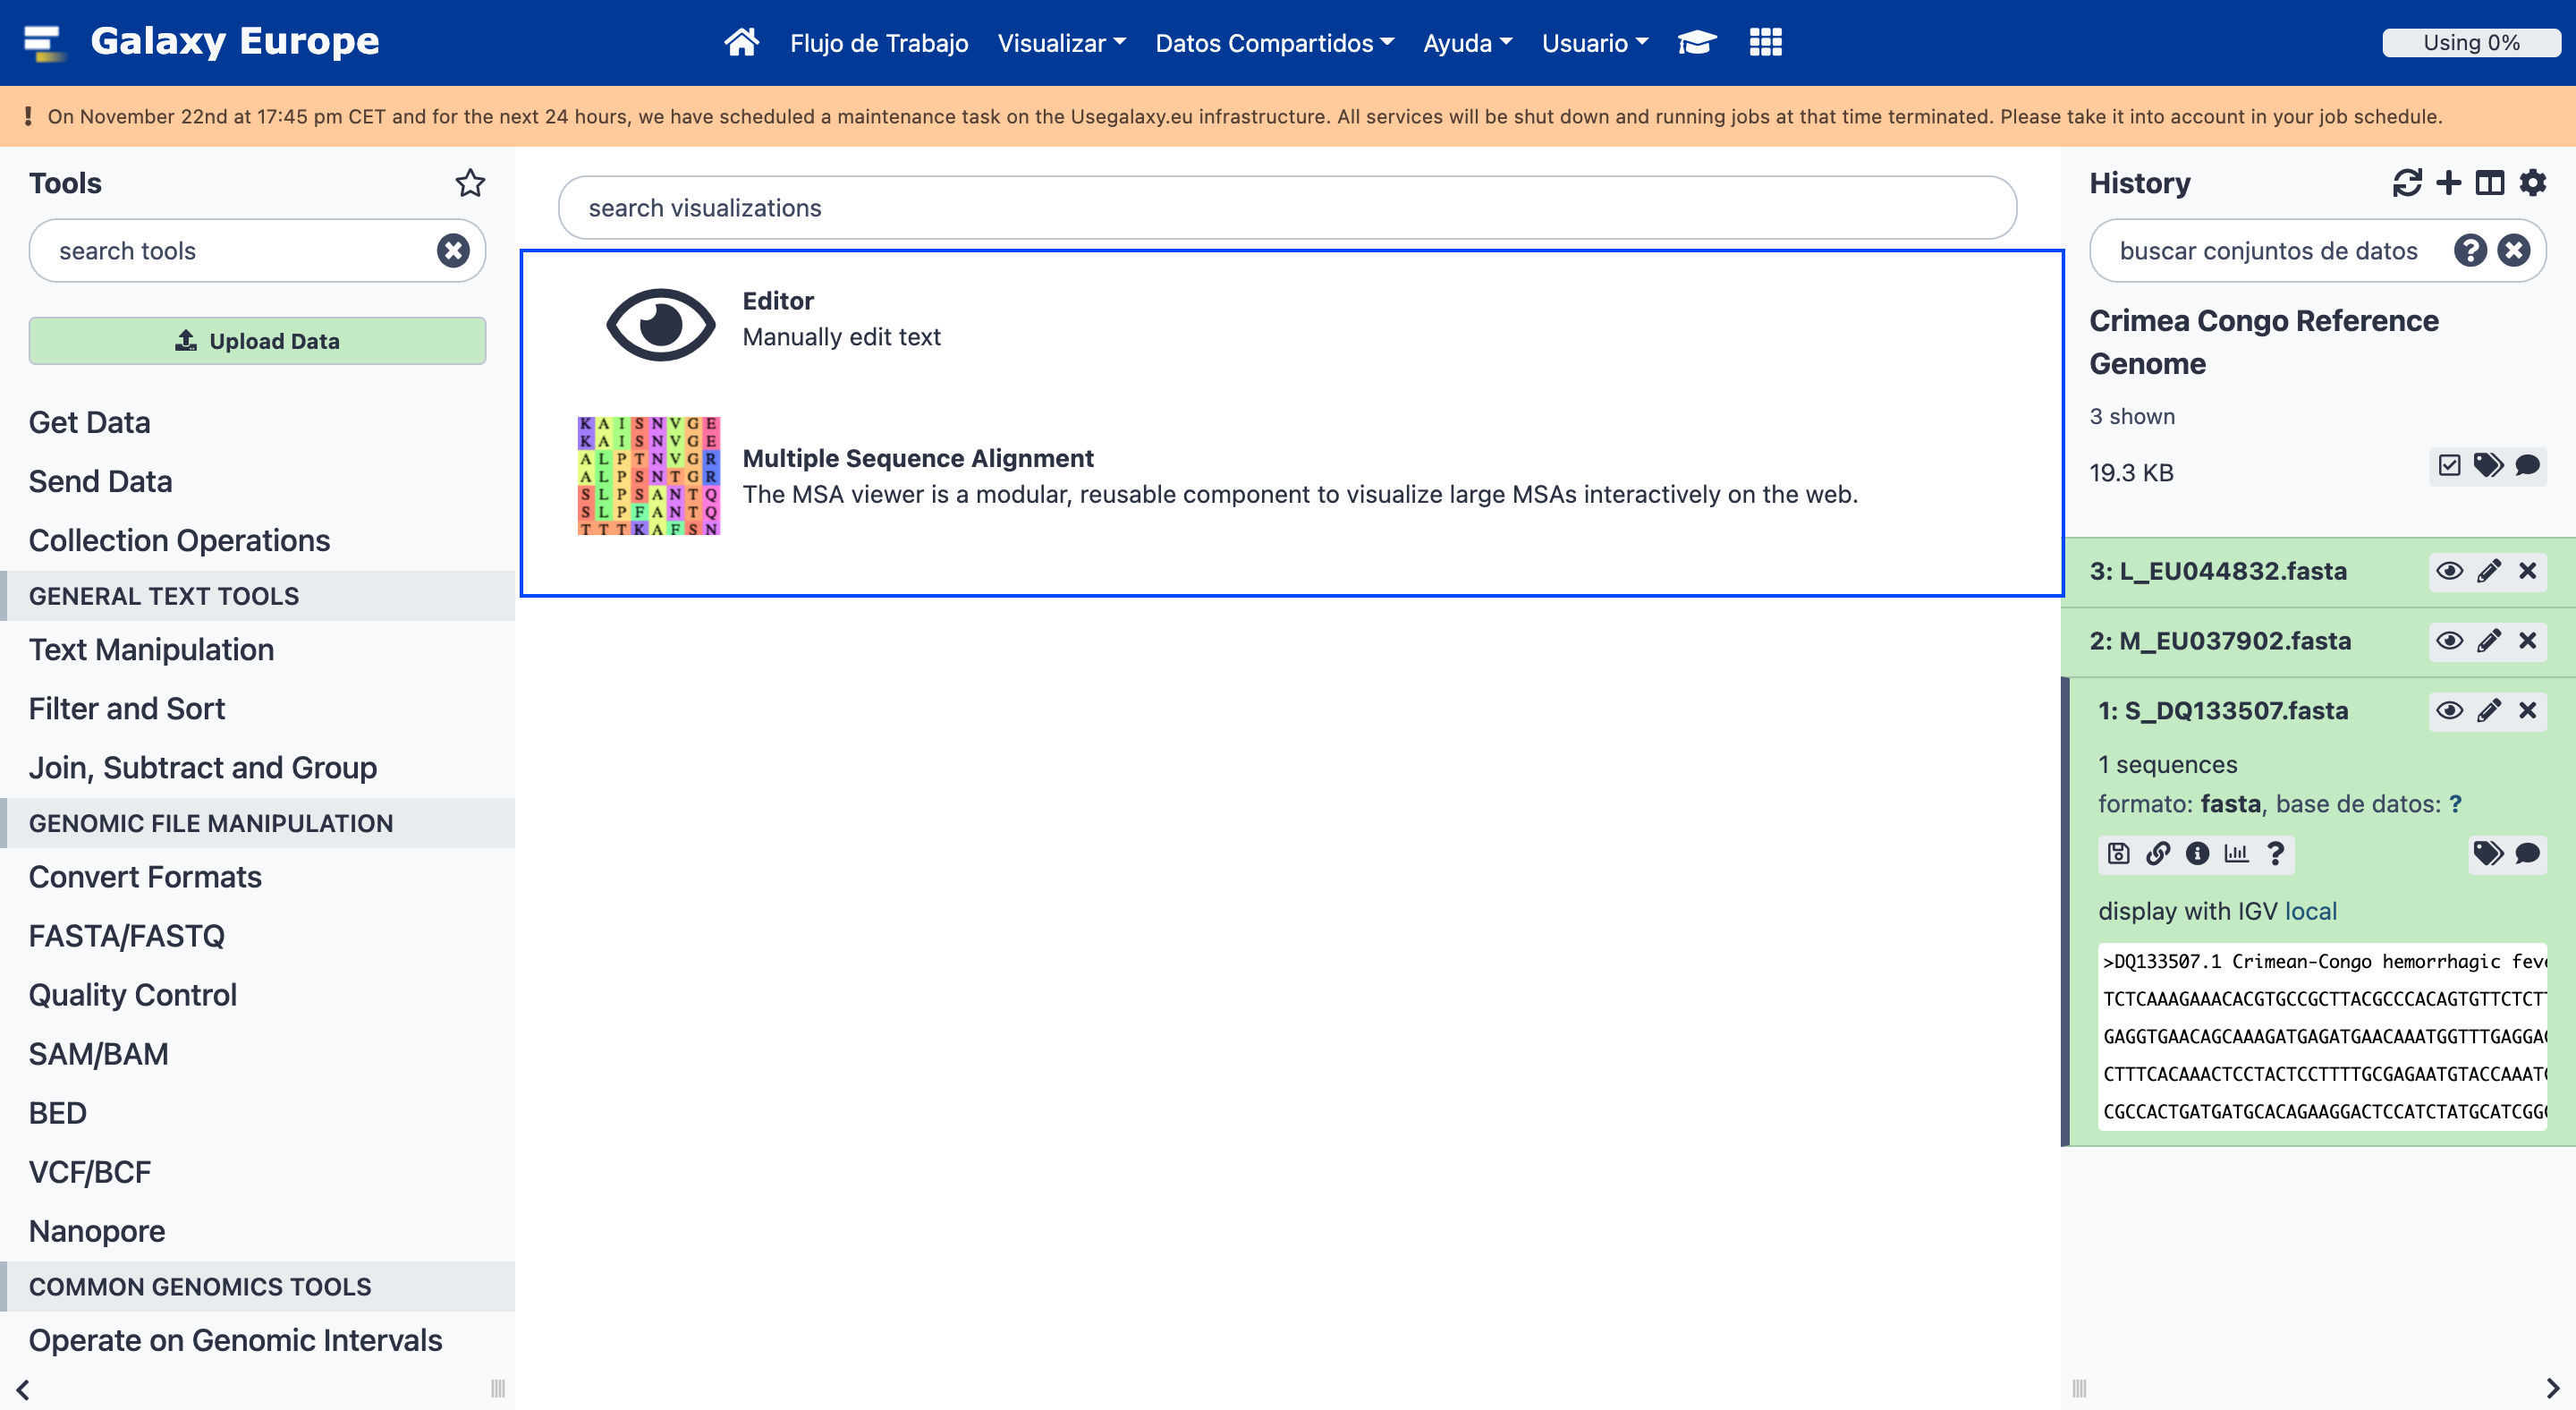 Galaxy Europe
Flujo de Trabajo Visualizar Datos Compartidos Ayuda Usuario
Using 0%
On November 22nd at 17:45 pm CET and for the next 24 hours, we have scheduled a maintenance task on the Usegalaxy.eu infrastructure. All services will be shut down and running jobs at that time terminated. Please take it into account in your job schedule.
Tools
search tools
Upload Data
Get Data
Send Data
Collection Operations
GENERAL TEXT TOOLS
Text Manipulation
Filter and Sort
Join, Subtract and Group
GENOMIC FILE MANIPULATION
Convert Formats
FASTA/FASTQ
Quality Control
SAM/BAM
BED
VCF/BCF
Nanopore
COMMON GENOMICS TOOLS
Operate on Genomic Intervals
search visualizations
Editor
Manually edit text
K A I S N V G E
K A I S N V G E
A L P T N V G R
A L P S N T G R
S L P S A N T Q
S L P F A N T Q
T T T K A F S N
Multiple Sequence Alignment
The MSA viewer is a modular, reusable component to visualize large MSAs interactively on the web.
History
buscar conjuntos de datos
Crimea Congo Reference
Genome
3 shown
19.3 KB
3: L_EU044832.fasta
2: M_EU037902.fasta
1: S_DQ133507.fasta
1 sequences
formato: fasta, base de datos: ?
display with IGV local
>DQ133507.1 Crimean-Congo hemorrhagic feve
TCTCAAAGAAACACGTGCCGCTTACGCCCACAGTGTTCTCTT
GAGGTGAACAGCAAAGATGAGATGAACAAATGGTTTGAGGAG
CTTTCACAAACTCCTACTCCTTTTGCGAGAATGTACCAAATG
CGCCACTGATGATGCACAGAAGGACTCCATCTATGCATCGGG